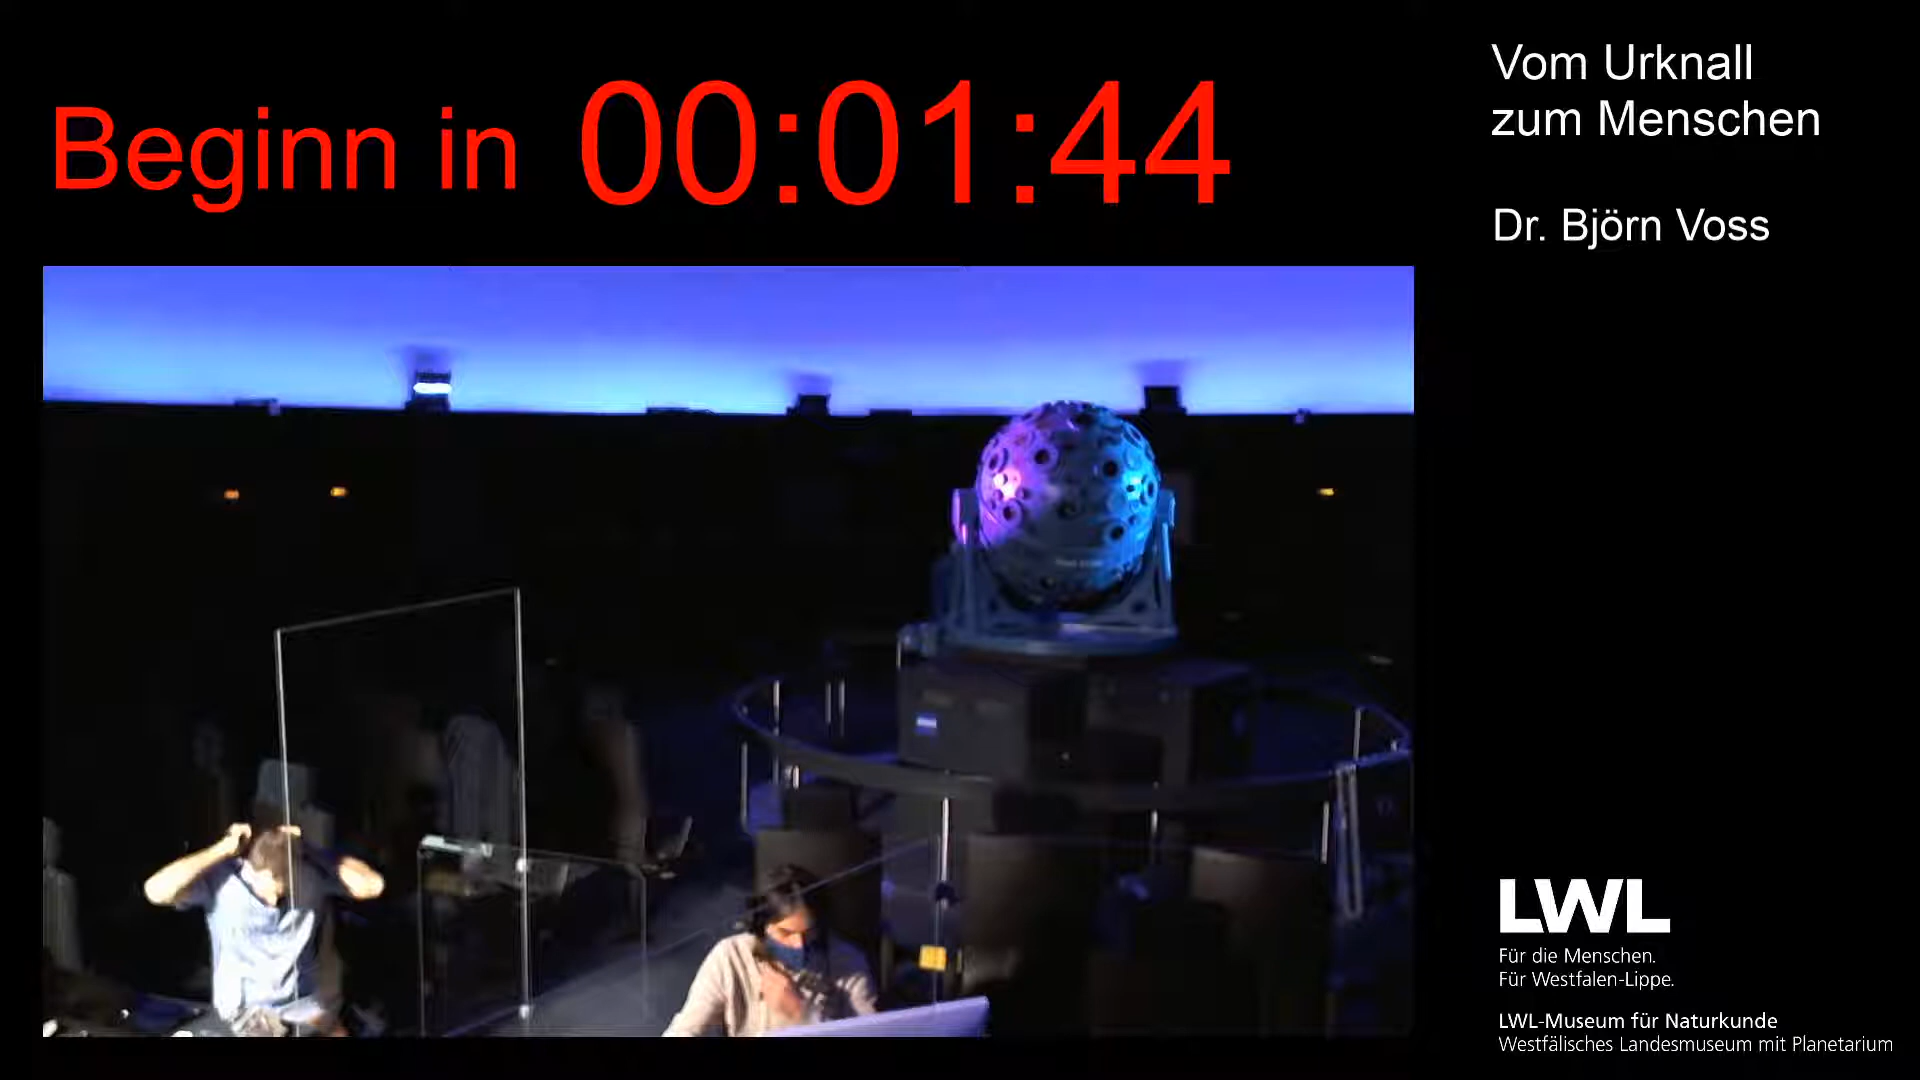 Beginn in 00:01:44
Vom Urknall
zum Menschen
Dr. Björn Voss
LWL
Für die Menschen.
Für Westfalen-Lippe.
LWL-Museum für Naturkunde
Westfälisches Landesmuseum mit Planetarium